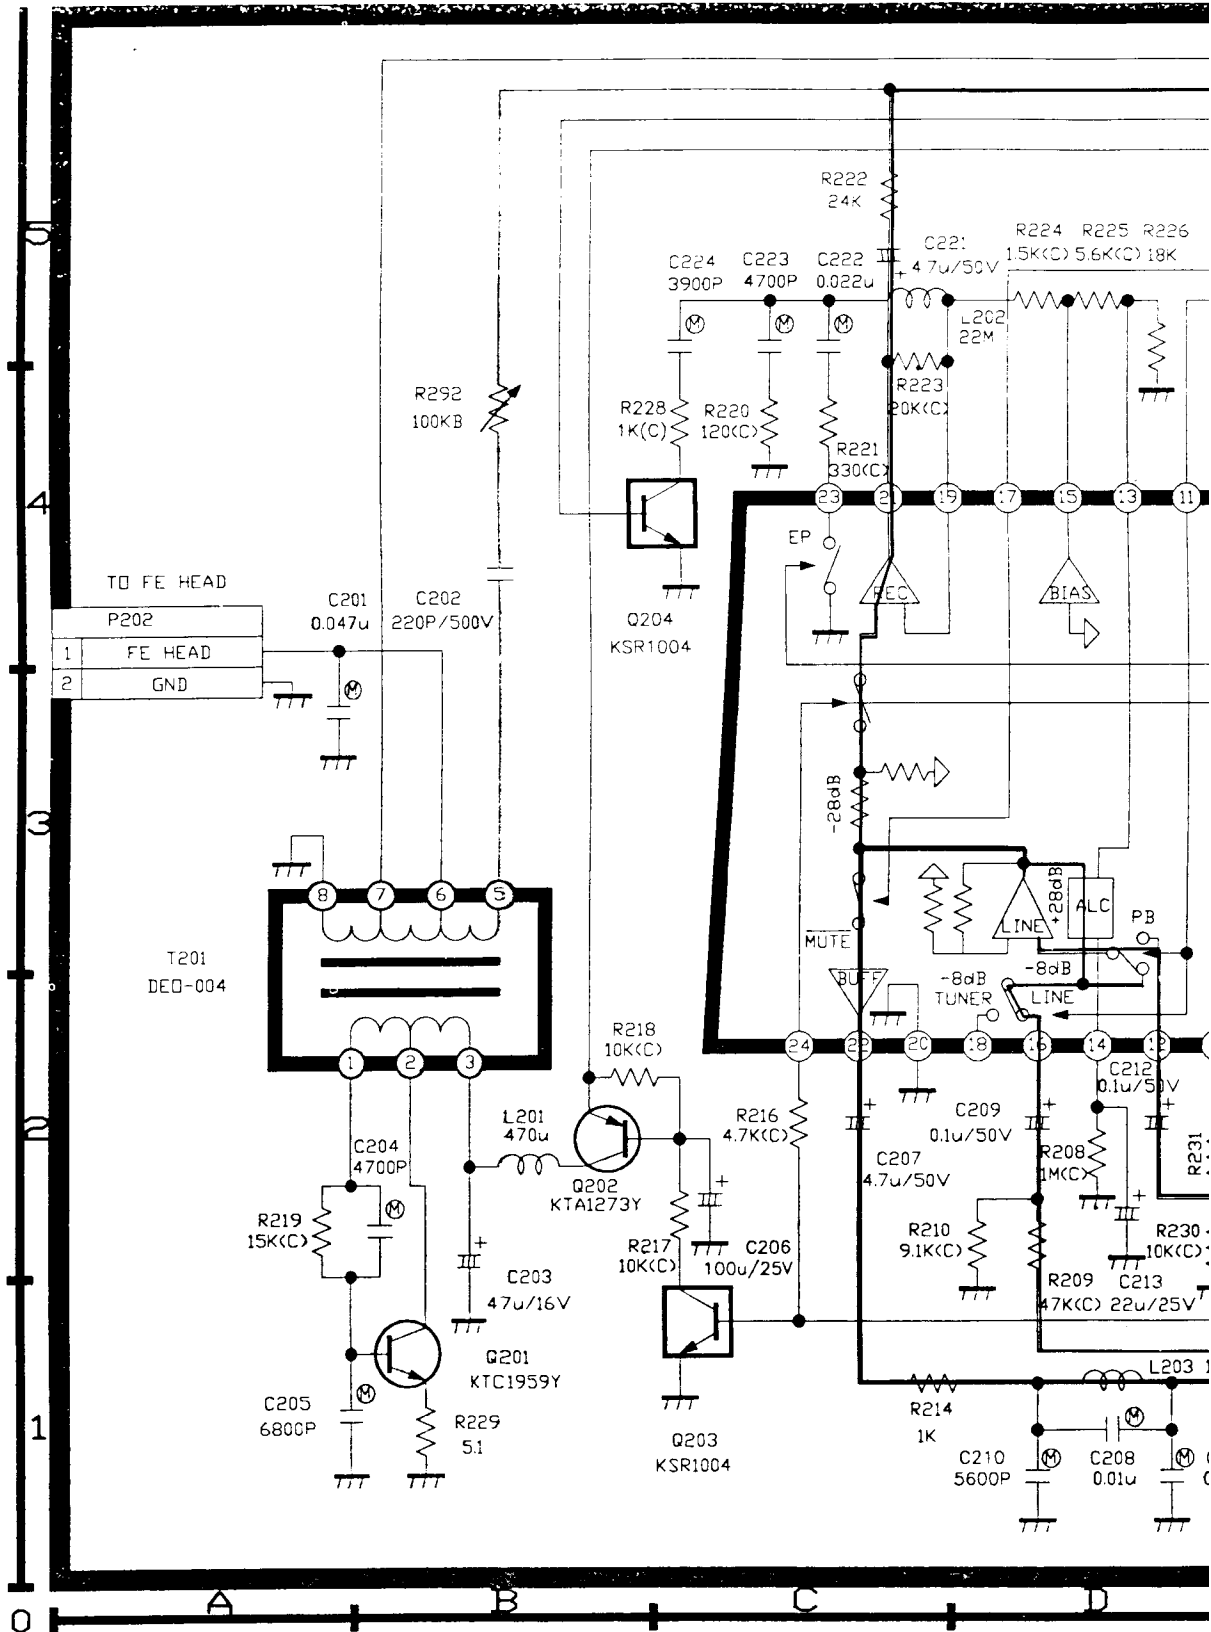 R222
24K
5
C221
4.7u/50V
R224 R225 R226
1.5K(C) 5.6K(C) 18K
C224
3900P
C223
4700P
C222
0.022u
+
M
M
M
L202
22M
R223
20K(C)
R292
100KB
R228
1K(C)
R220
120(C)
R221
330(C)
4
23 21 19 17 15 13 11
EP
REC
BIAS
TO FE HEAD
P202
1 FE HEAD
2 GND
C201
0.047u
C202
220P/500V
M
Q204
KSR1004
-28dB
3
8 7 6 5
T201
DEO-004
1 2 3
MUTE
BUFF
LINE
+28dB
ALC
PB
-8dB
TUNER
-8dB
LINE
24 22 20 18 16 14 12
R218
10K(C)
2
C204
4700P
L201
470u
Q202
KTA1273Y
R216
4.7K(C)
+
C207
4.7u/50V
C209
0.1u/50V
+
C212
0.1u/50V
+
R208
1M(C)
R231
R219
15K(C)
M
+
C203
47u/16V
R217
10K(C)
+
C206
100u/25V
R210
9.1K(C)
R209
47K(C)
+
C213
22u/25V
R230
10K(C)
Q201
KTC1959Y
C205
6800P
M
R229
5.1
1
Q203
KSR1004
R214
1K
L203
C210
5600P
M
C208
0.01u
M
M
0
A B C D